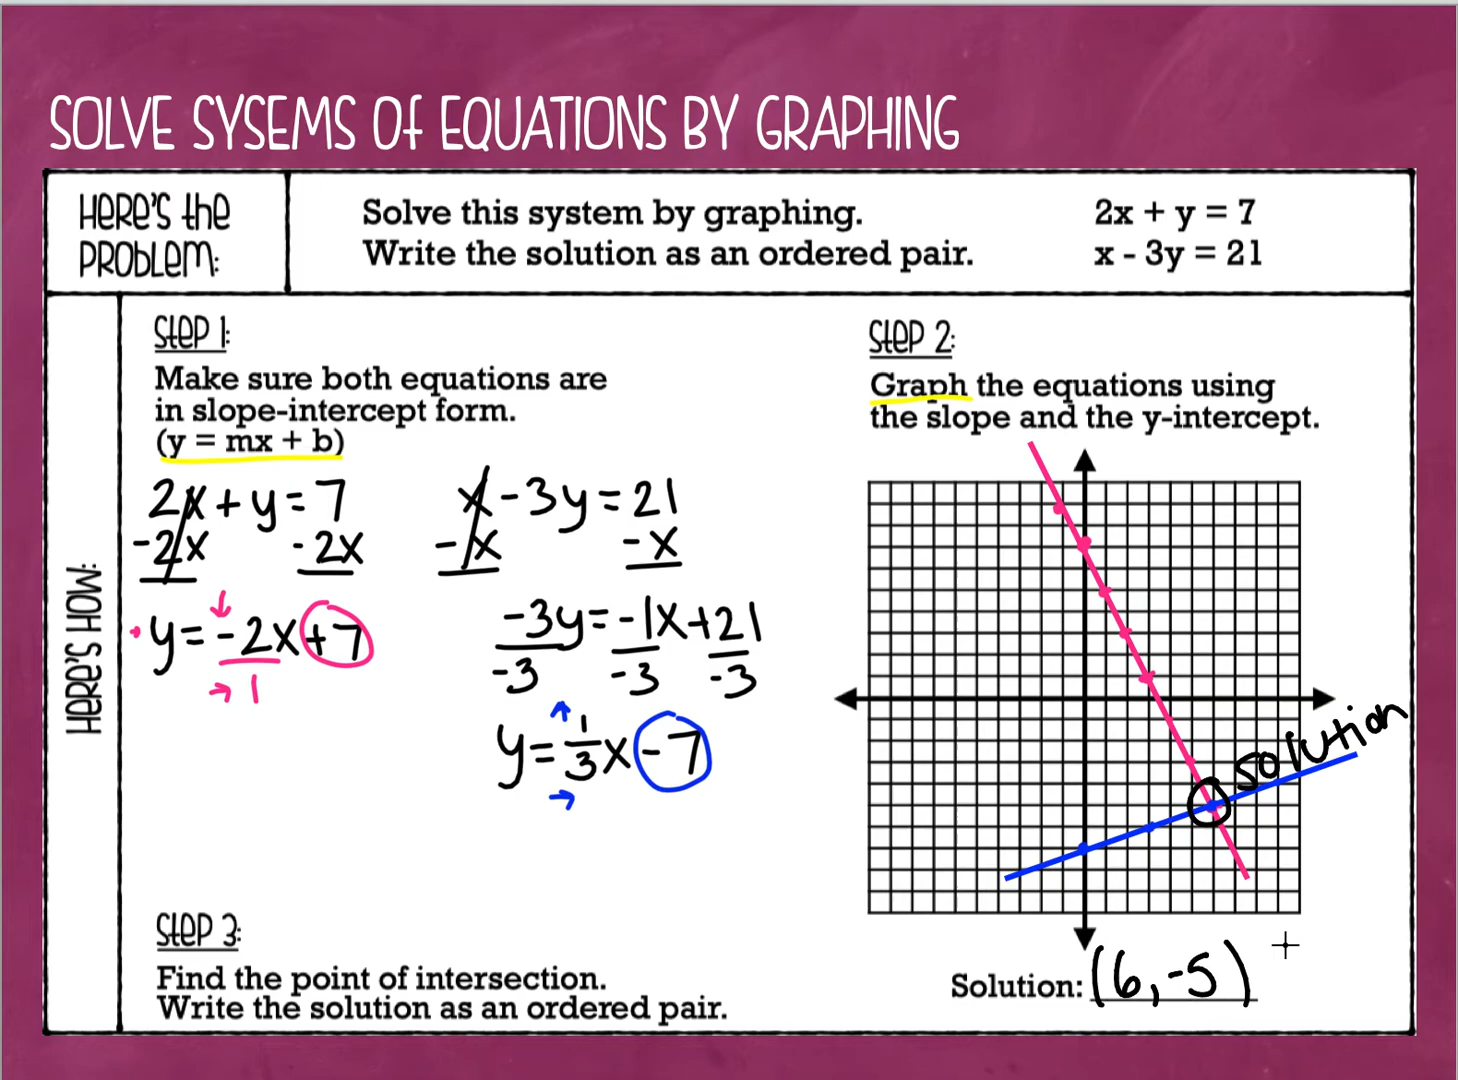 SOLVE SYSEMS OF EQUATIONS BY GRAPHING
HERE'S the PROBLEM:
Solve this system by graphing.
Write the solution as an ordered pair.
2x + y = 7
x - 3y = 21
HERE'S HOW:
Step 1:
Make sure both equations are
in slope-intercept form.
(y = mx + b)
2x + y = 7
-2x -2x
y = -2x + 7
→ 1
x - 3y = 21
-x -x
-3y = -1x + 21
-3 -3 -3
y = 1/3 x - 7
Step 2:
Graph the equations using
the slope and the y-intercept.
solution
Solution: (6, -5)
Step 3:
Find the point of intersection.
Write the solution as an ordered pair.